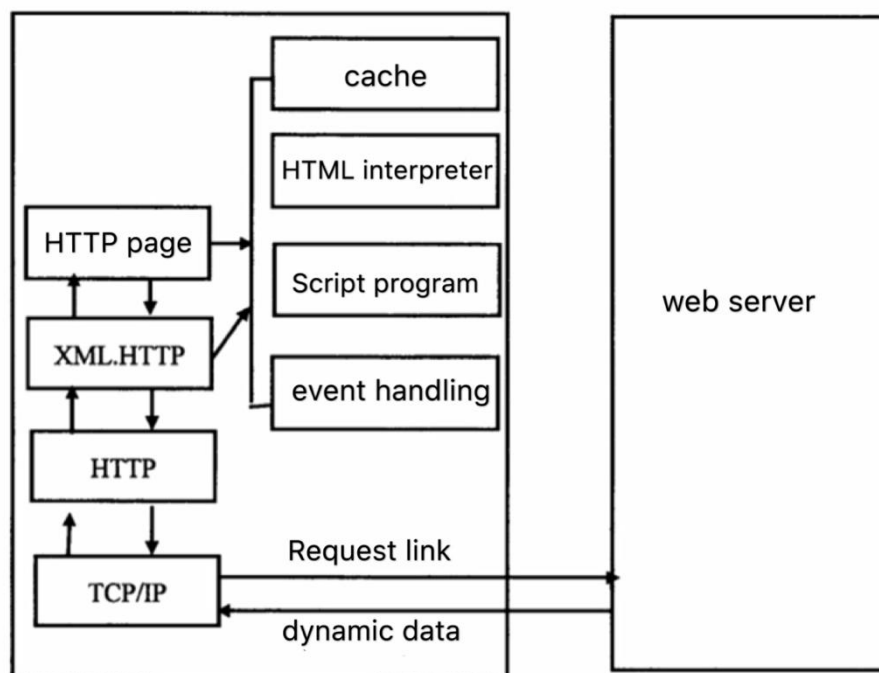 cache
HTML interpreter
HTTP page
Script program
web server
XML.HTTP
event handling
HTTP
Request link
TCP/IP
dynamic data